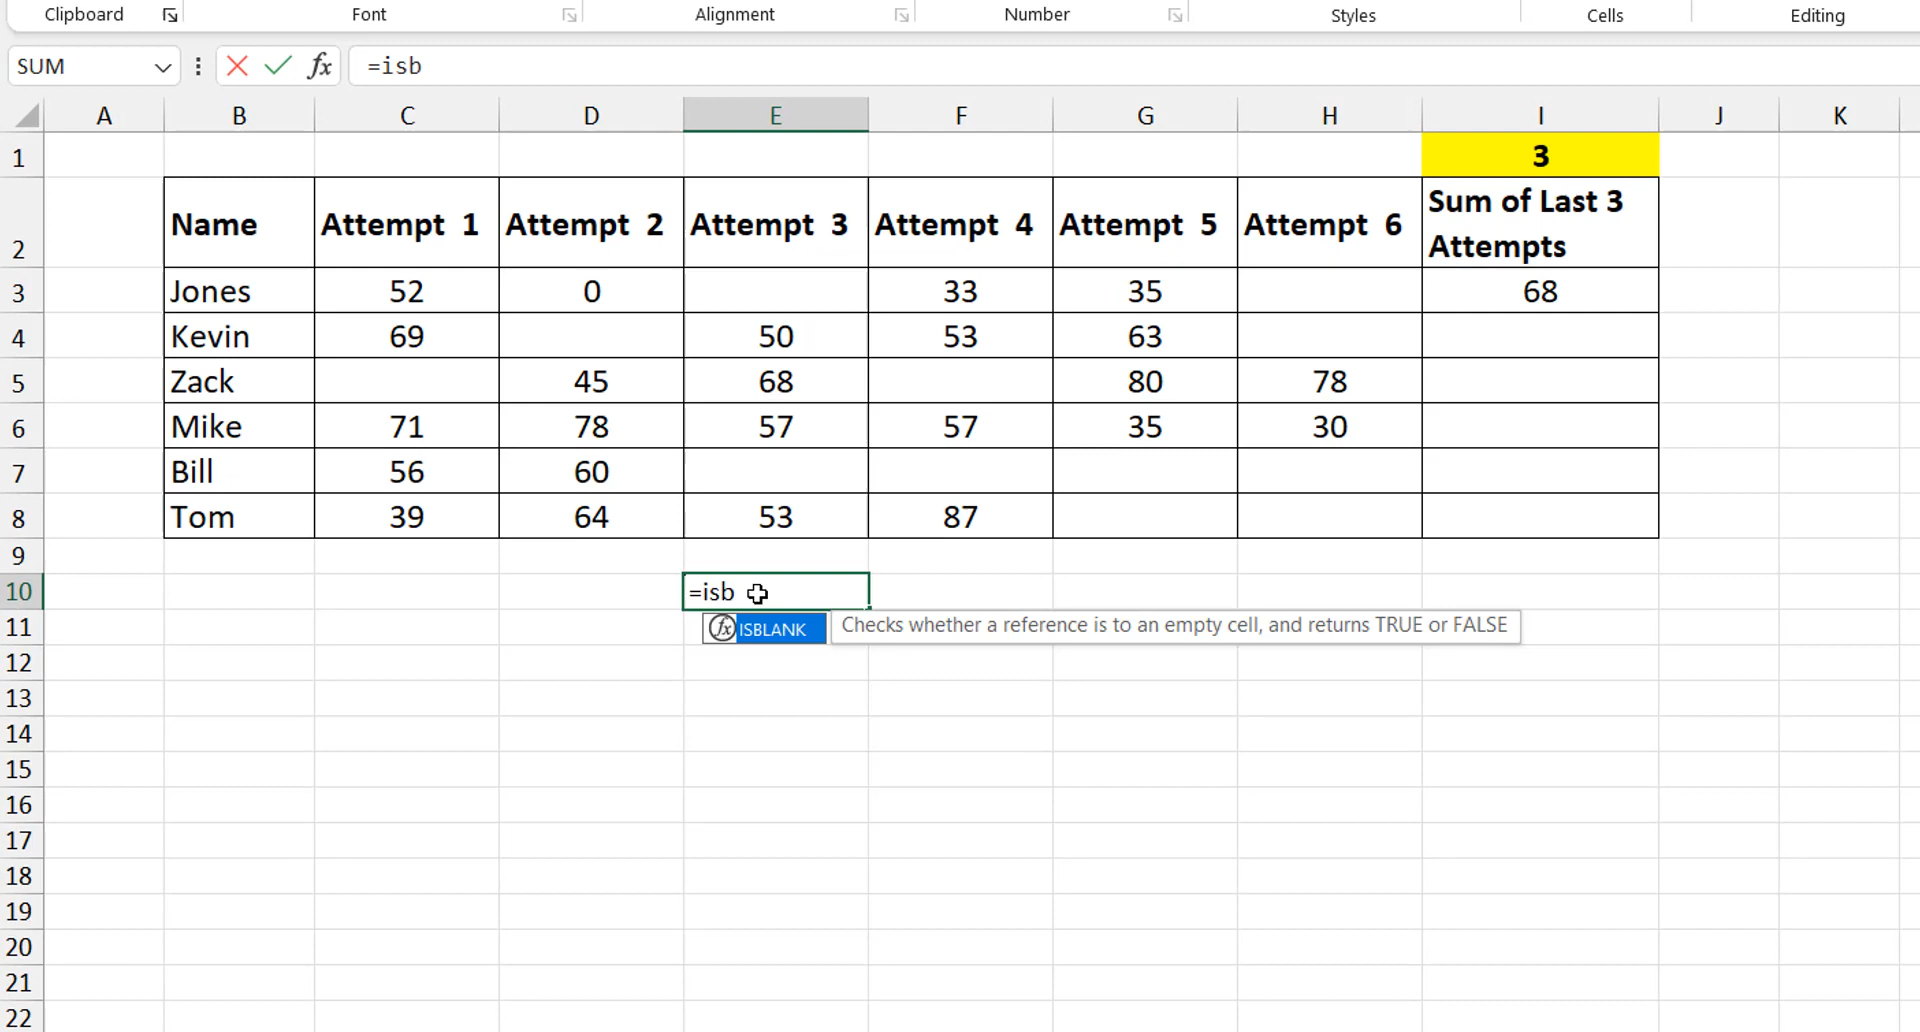 Clipboard Font Alignment Number Styles Cells Editing
SUM fx =isb
A B C D E F G H I J K
1 3
2 Name Attempt 1 Attempt 2 Attempt 3 Attempt 4 Attempt 5 Attempt 6 Sum of Last 3
Attempts
3 Jones 52 0 33 35 68
4 Kevin 69 50 53 63
5 Zack 45 68 80 78
6 Mike 71 78 57 57 35 30
7 Bill 56 60
8 Tom 39 64 53 87
9
10 =isb
11 fx ISBLANK Checks whether a reference is to an empty cell, and returns TRUE or FALSE
12
13
14
15
16
17
18
19
20
21
22